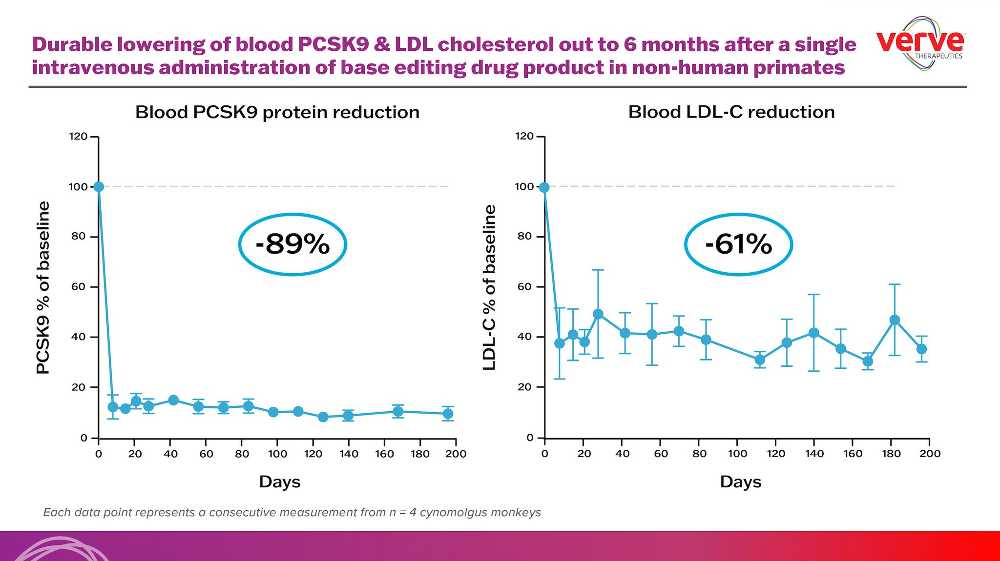 Durable lowering of blood PCSK9 & LDL cholesterol out to 6 months after a single
intravenous administration of base editing drug product in non-human primates
verve™
THERAPEUTICS
Blood PCSK9 protein reduction
120
100
80
60
40
20
0
PCSK9 % of baseline
-89%
0 20 40 60 80 100 120 140 160 180 200
Days
Blood LDL-C reduction
120
100
80
60
40
20
0
LDL-C % of baseline
-61%
0 20 40 60 80 100 120 140 160 180 200
Days
Each data point represents a consecutive measurement from n = 4 cynomolgus monkeys